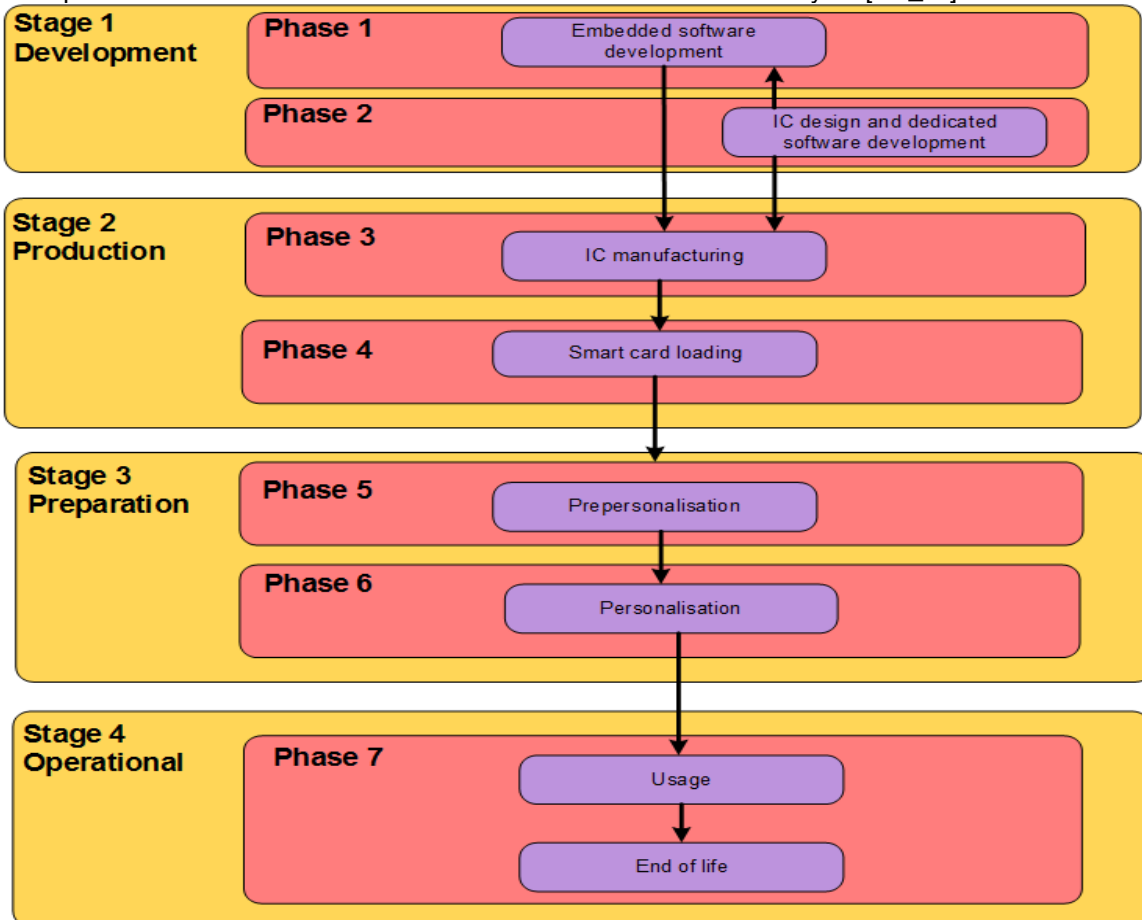 Stage 1
Development
Phase 1
Embedded software
development
Phase 2
IC design and dedicated
software development
Stage 2
Production
Phase 3
IC manufacturing
Phase 4
Smart card loading
Stage 3
Preparation
Phase 5
Prepersonalisation
Phase 6
Personalisation
Stage 4
Operational
Phase 7
Usage
End of life